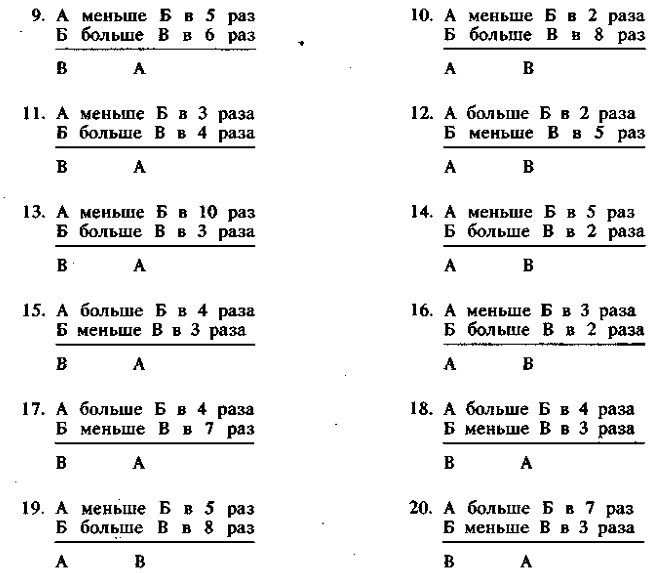 9. А меньше Б в 5 раз
Б больше В в 6 раз
В А
10. А меньше Б в 2 раза
Б больше В в 8 раз
А В
11. А меньше Б в 3 раза
Б больше В в 4 раза
В А
12. А больше Б в 2 раза
Б меньше В в 5 раз
А В
13. А меньше Б в 10 раз
Б больше В в 3 раза
В А
14. А меньше Б в 5 раз
Б больше В в 2 раза
А В
15. А больше Б в 4 раза
Б меньше В в 3 раза
В А
16. А меньше Б в 3 раза
Б больше В в 2 раза
А В
17. А больше Б в 4 раза
Б меньше В в 7 раз
В А
18. А больше Б в 4 раза
Б меньше В в 3 раза
В А
19. А меньше Б в 5 раз
Б больше В в 8 раз
А В
20. А больше Б в 7 раз
Б меньше В в 3 раза
В А